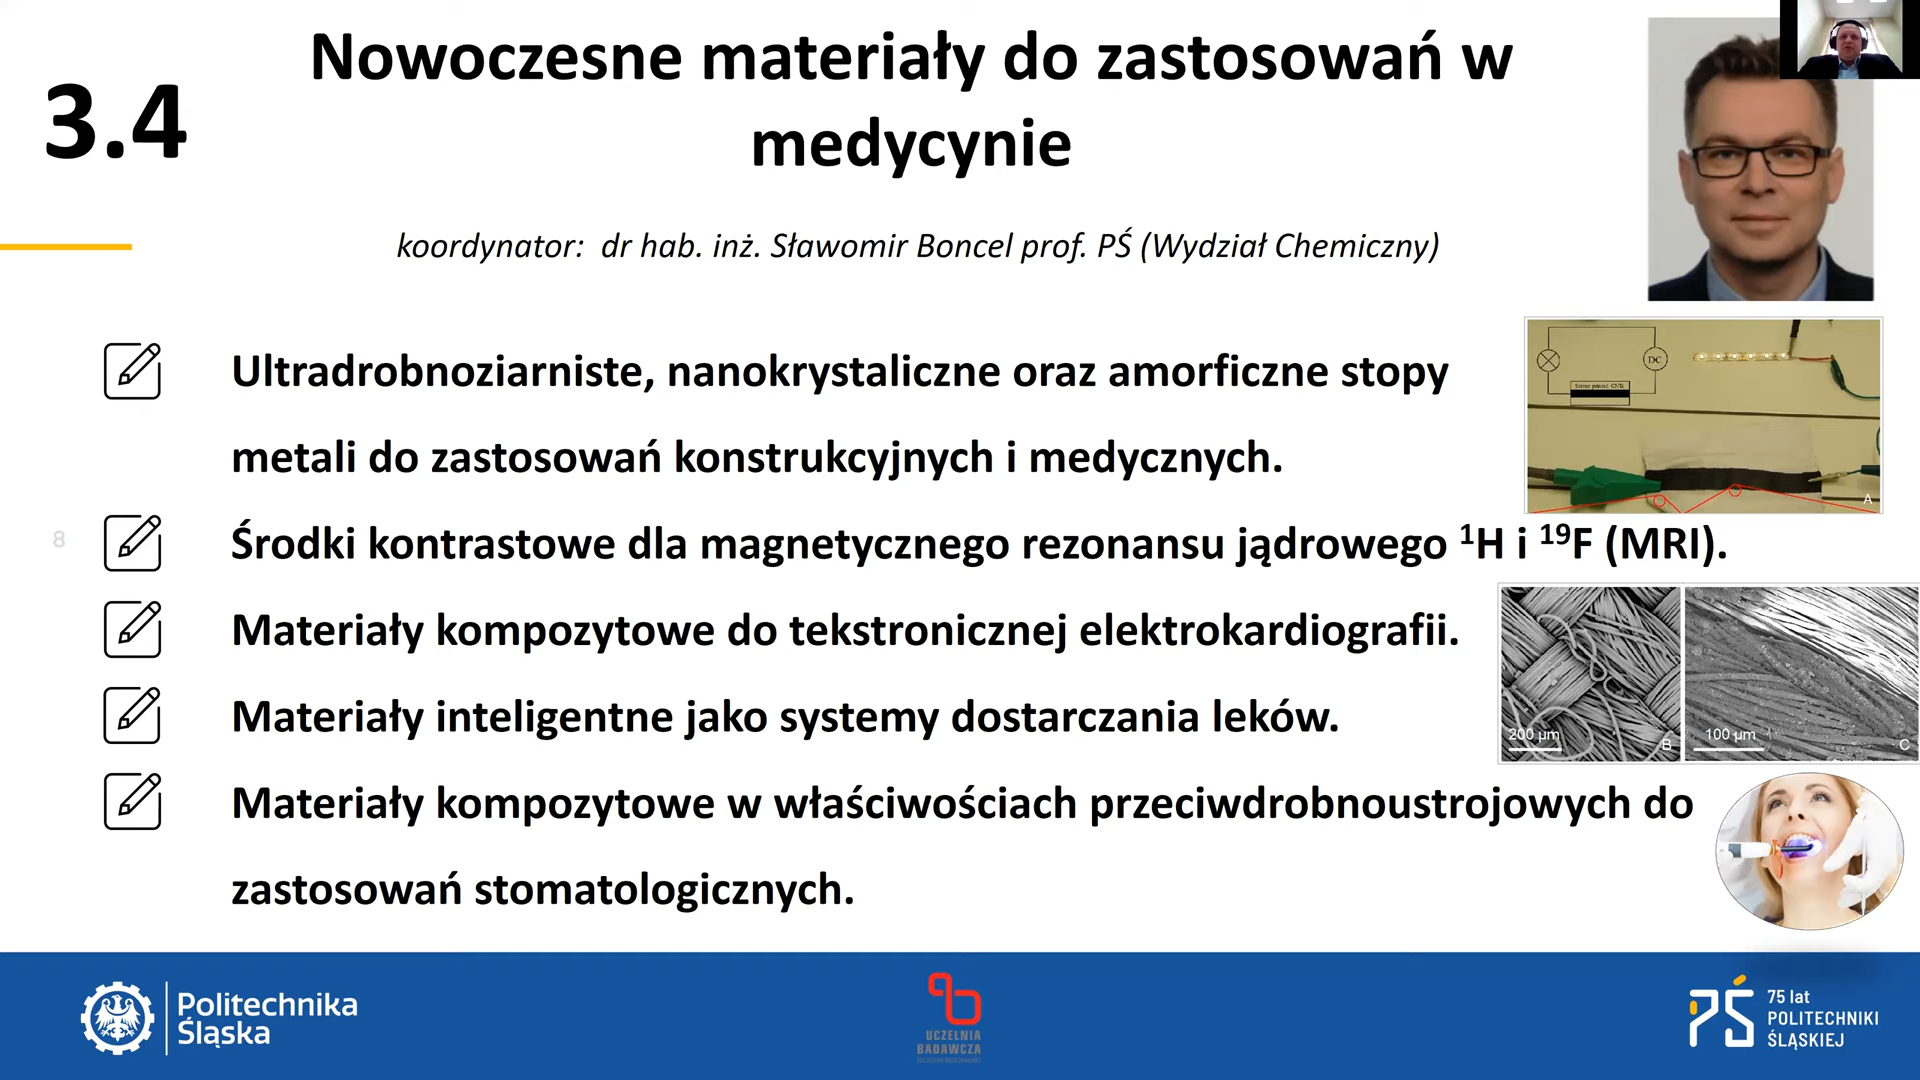 3.4
Nowoczesne materiały do zastosowań w
medycynie
koordynator: dr hab. inż. Sławomir Boncel prof. PŚ (Wydział Chemiczny)
Ultradrobnoziarniste, nanokrystaliczne oraz amorficzne stopy
metali do zastosowań konstrukcyjnych i medycznych.
DC
A
8
Środki kontrastowe dla magnetycznego rezonansu jądrowego ¹H i ¹⁹F (MRI).
Materiały kompozytowe do tekstronicznej elektrokardiografii.
Materiały inteligentne jako systemy dostarczania leków.
200 µm
B
100 µm
C
Materiały kompozytowe w właściwościach przeciwdrobnoustrojowych do
zastosowań stomatologicznych.
Politechnika
Śląska
UCZELNIA
BADAWCZA
PŚ
75 lat
POLITECHNIKI
ŚLĄSKIEJ